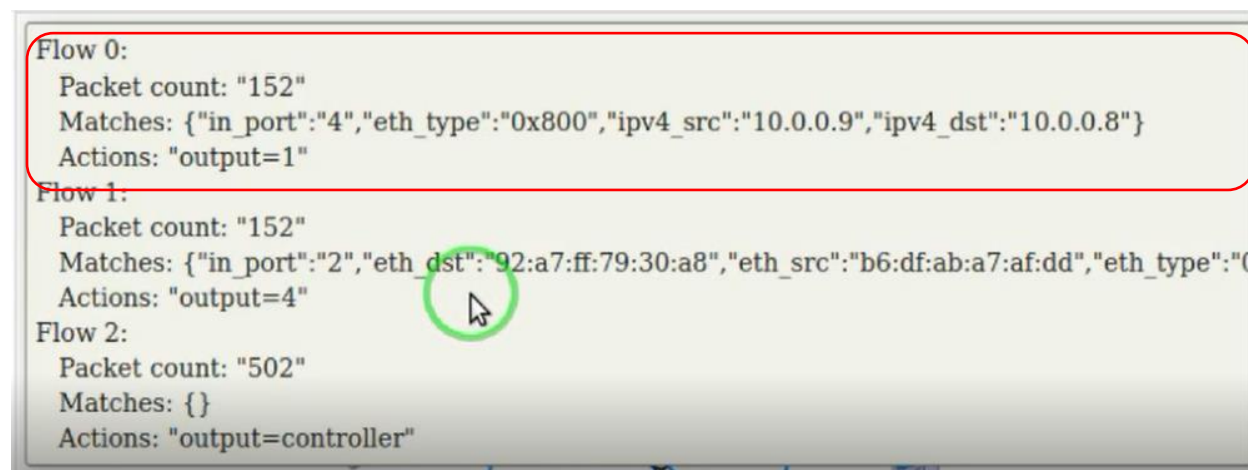 Flow 0:
Packet count: "152"
Matches: {"in_port":"4","eth_type":"0x800","ipv4_src":"10.0.0.9","ipv4_dst":"10.0.0.8"}
Actions: "output=1"
Flow 1:
Packet count: "152"
Matches: {"in_port":"2","eth_dst":"92:a7:ff:79:30:a8","eth_src":"b6:df:ab:a7:af:dd","eth_type":"0
Actions: "output=4"
Flow 2:
Packet count: "502"
Matches: {}
Actions: "output=controller"